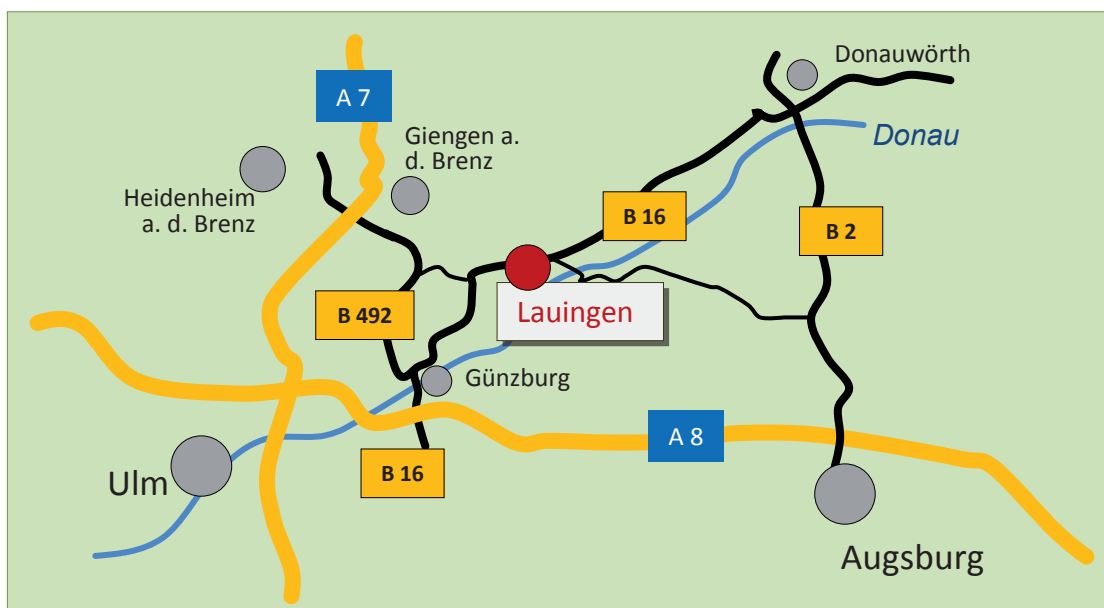 Donauwörth
A 7
Giengen a.
d. Brenz
Donau
Heidenheim
a. d. Brenz
B 16
B 2
Lauingen
B 492
Günzburg
A 8
B 16
Ulm
Augsburg